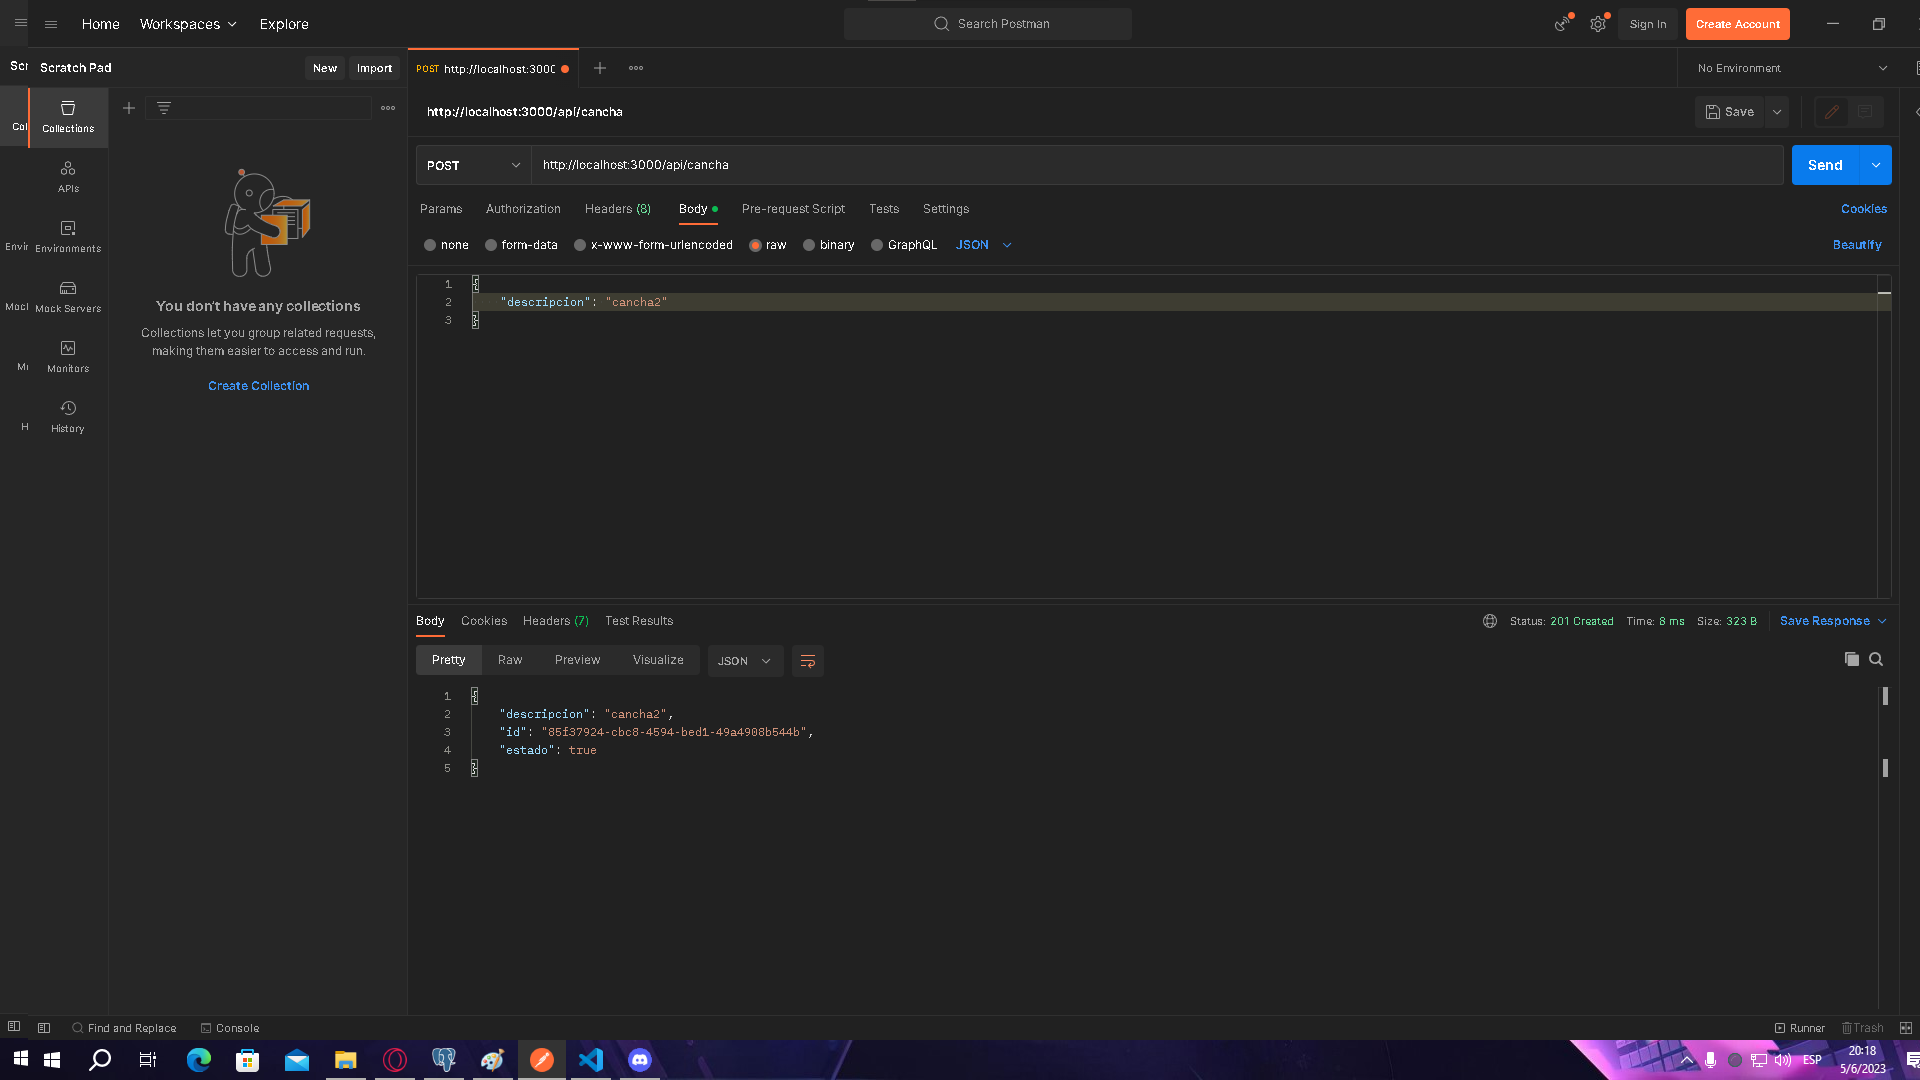 Home
Workspaces
Explore
Search Postman
Sign In
Create Account
Scr
Scratch Pad
New
Import
POST http://localhost:3000
No Environment
http://localhost:3000/api/cancha
Save
Col
Collections
APIs
Envir
Environments
Mock
Mock Servers
Monitors
H
History
You don't have any collections
Collections let you group related requests,
making them easier to access and run.
Create Collection
POST
http://localhost:3000/api/cancha
Send
Params
Authorization
Headers (8)
Body
Pre-request Script
Tests
Settings
Cookies
none
form-data
x-www-form-urlencoded
raw
binary
GraphQL
JSON
Beautify
1 {
2 "descripcion": "cancha2"
3 }
Body
Cookies
Headers (7)
Test Results
Status: 201 Created
Time: 8 ms
Size: 323 B
Save Response
Pretty
Raw
Preview
Visualize
JSON
1 {
2 "descripcion": "cancha2",
3 "id": "85f37924-cbc8-4594-bed1-49a4908b544b",
4 "estado": true
5 }
Find and Replace
Console
Runner
Trash
ESP
20:18
5/6/2023